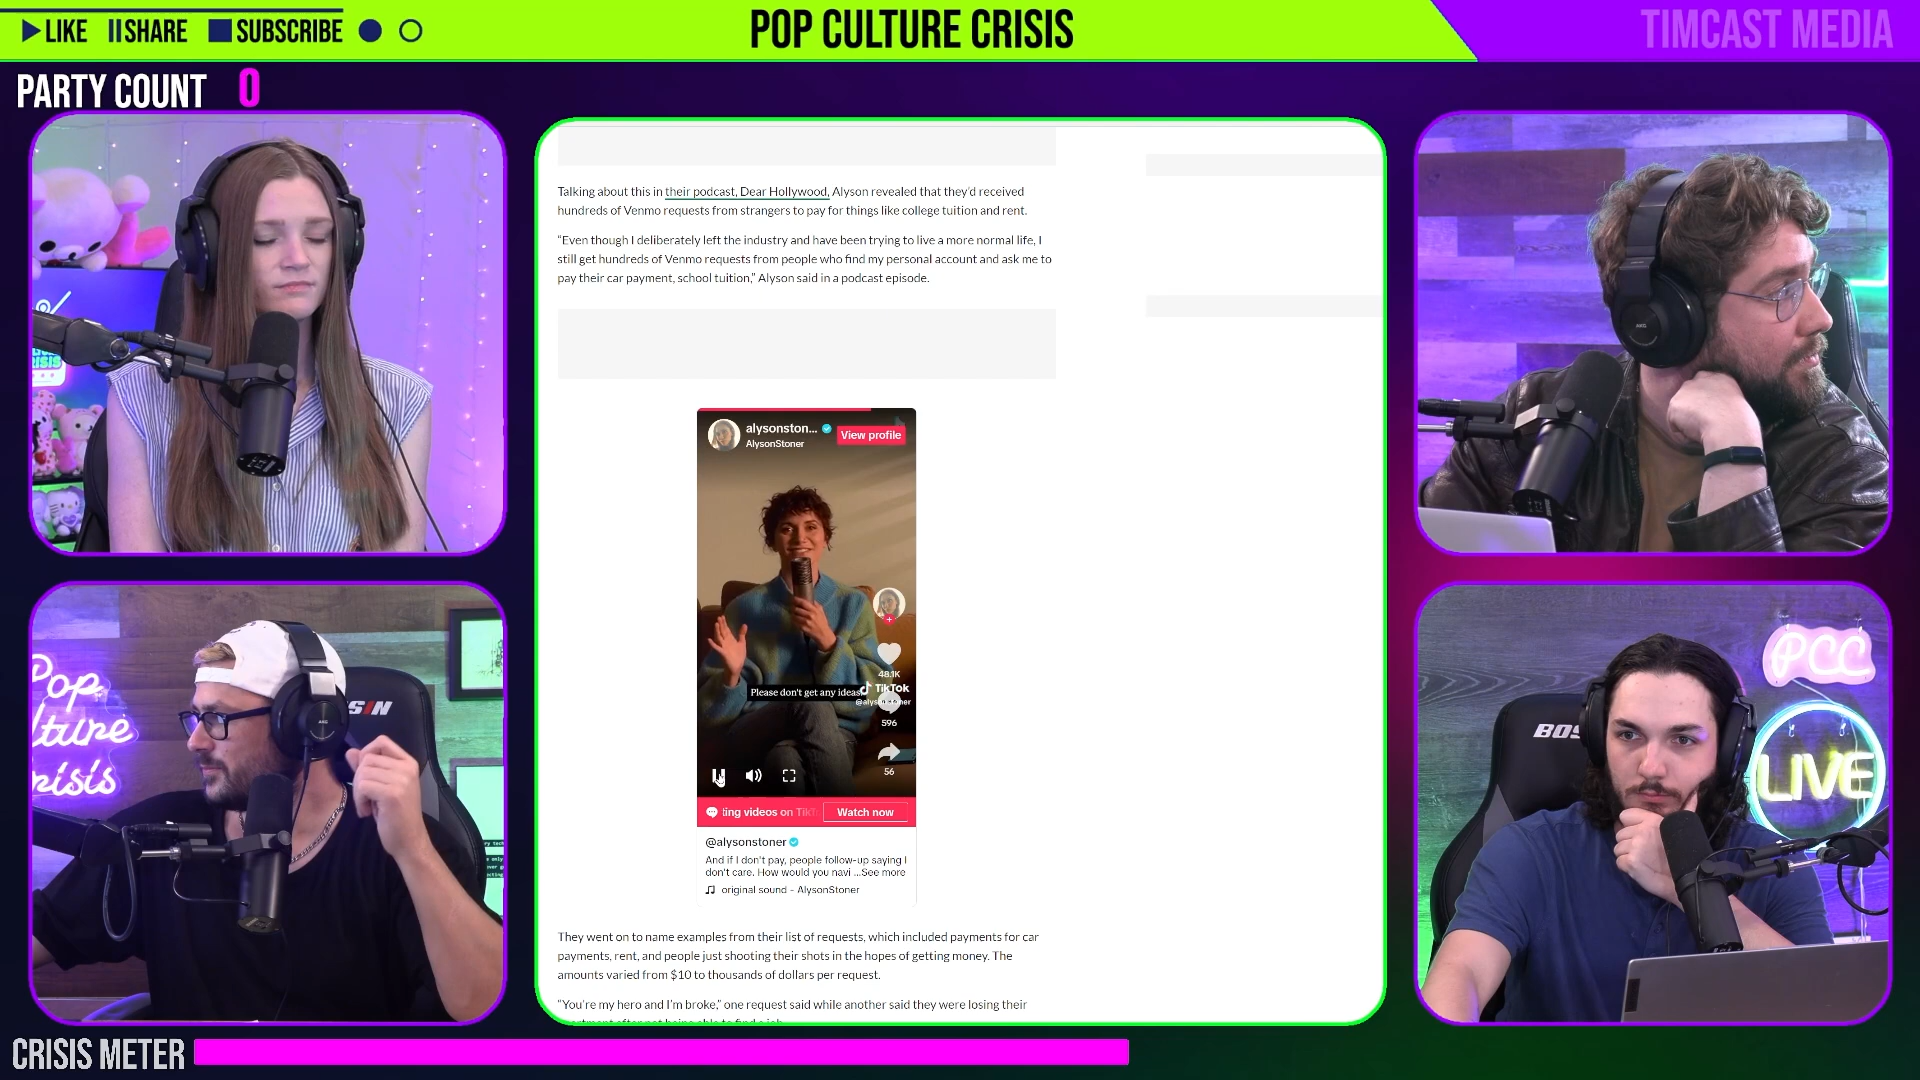 LIKE SHARE SUBSCRIBE
POP CULTURE CRISIS
TIMCAST MEDIA
PARTY COUNT 0
Talking about this in their podcast, Dear Hollywood, Alyson revealed that they'd received
hundreds of Venmo requests from strangers to pay for things like college tuition and rent.
"Even though I deliberately left the industry and have been trying to live a more normal life, I
still get hundreds of Venmo requests from people who find my personal account and ask me to
pay their car payment, school tuition," Alyson said in a podcast episode.
alysonston...
AlysonStoner
View profile
48.1K
Please don't get any ideas.
TikTok
596
56
ting videos on TikT
Watch now
@alysonstoner
And if I don't pay, people follow-up saying I
don't care. How would you navi ...See more
original sound - AlysonStoner
They went on to name examples from their list of requests, which included payments for car
payments, rent, and people just shooting their shots in the hopes of getting money. The
amounts varied from $10 to thousands of dollars per request.
"You're my hero and I'm broke," one request said while another said they were losing their
Pop
lture
risis
SIN
AKG
AKG
PCC
LIVE
BOS
CRISIS METER